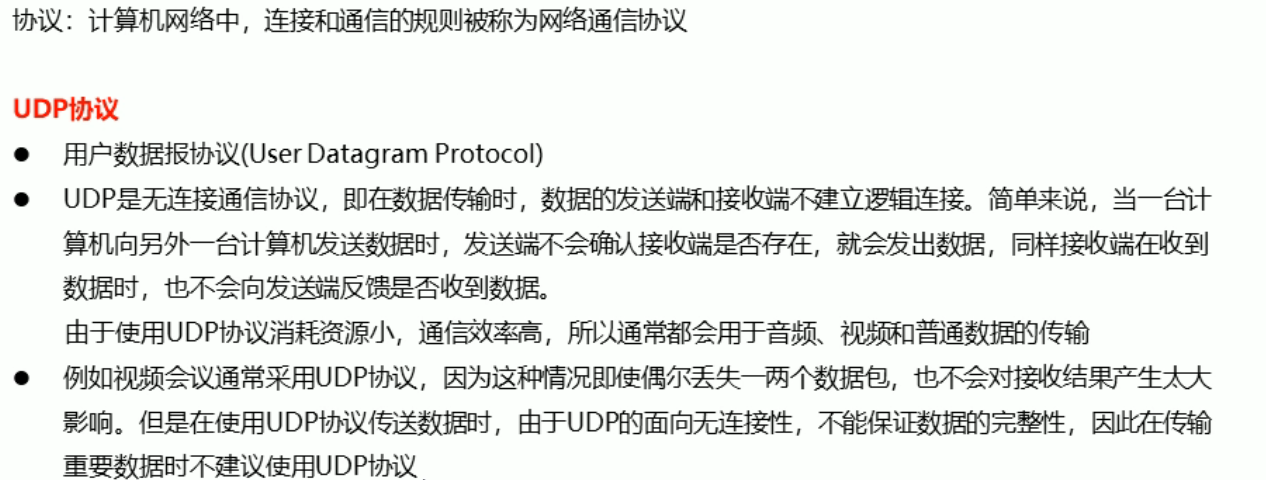 协议：计算机网络中，连接和通信的规则被称为网络通信协议
UDP协议
● 用户数据报协议(User Datagram Protocol)
● UDP是无连接通信协议，即在数据传输时，数据的发送端和接收端不建立逻辑连接。简单来说，当一台计
算机向另外一台计算机发送数据时，发送端不会确认接收端是否存在，就会发出数据，同样接收端在收到
数据时，也不会向发送端反馈是否收到数据。
由于使用UDP协议消耗资源小，通信效率高，所以通常都会用于音频、视频和普通数据的传输
● 例如视频会议通常采用UDP协议，因为这种情况即使偶尔丢失一两个数据包，也不会对接收结果产生太大
影响。但是在使用UDP协议传送数据时，由于UDP的面向无连接性，不能保证数据的完整性，因此在传输
重要数据时不建议使用UDP协议